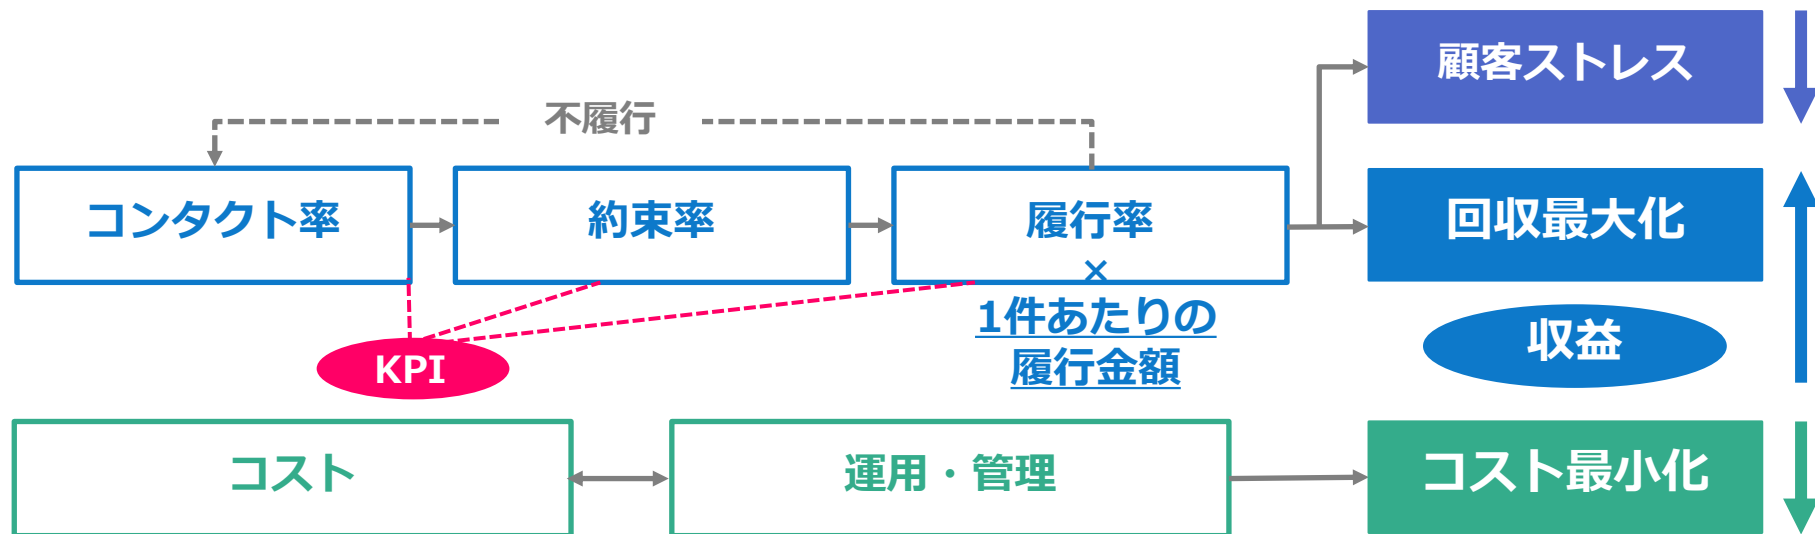 顧客ストレス
不履行
コンタクト率
約束率
履行率
×
1件あたりの
履行金額
回収最大化
収益
KPI
コスト
運用・管理
コスト最小化